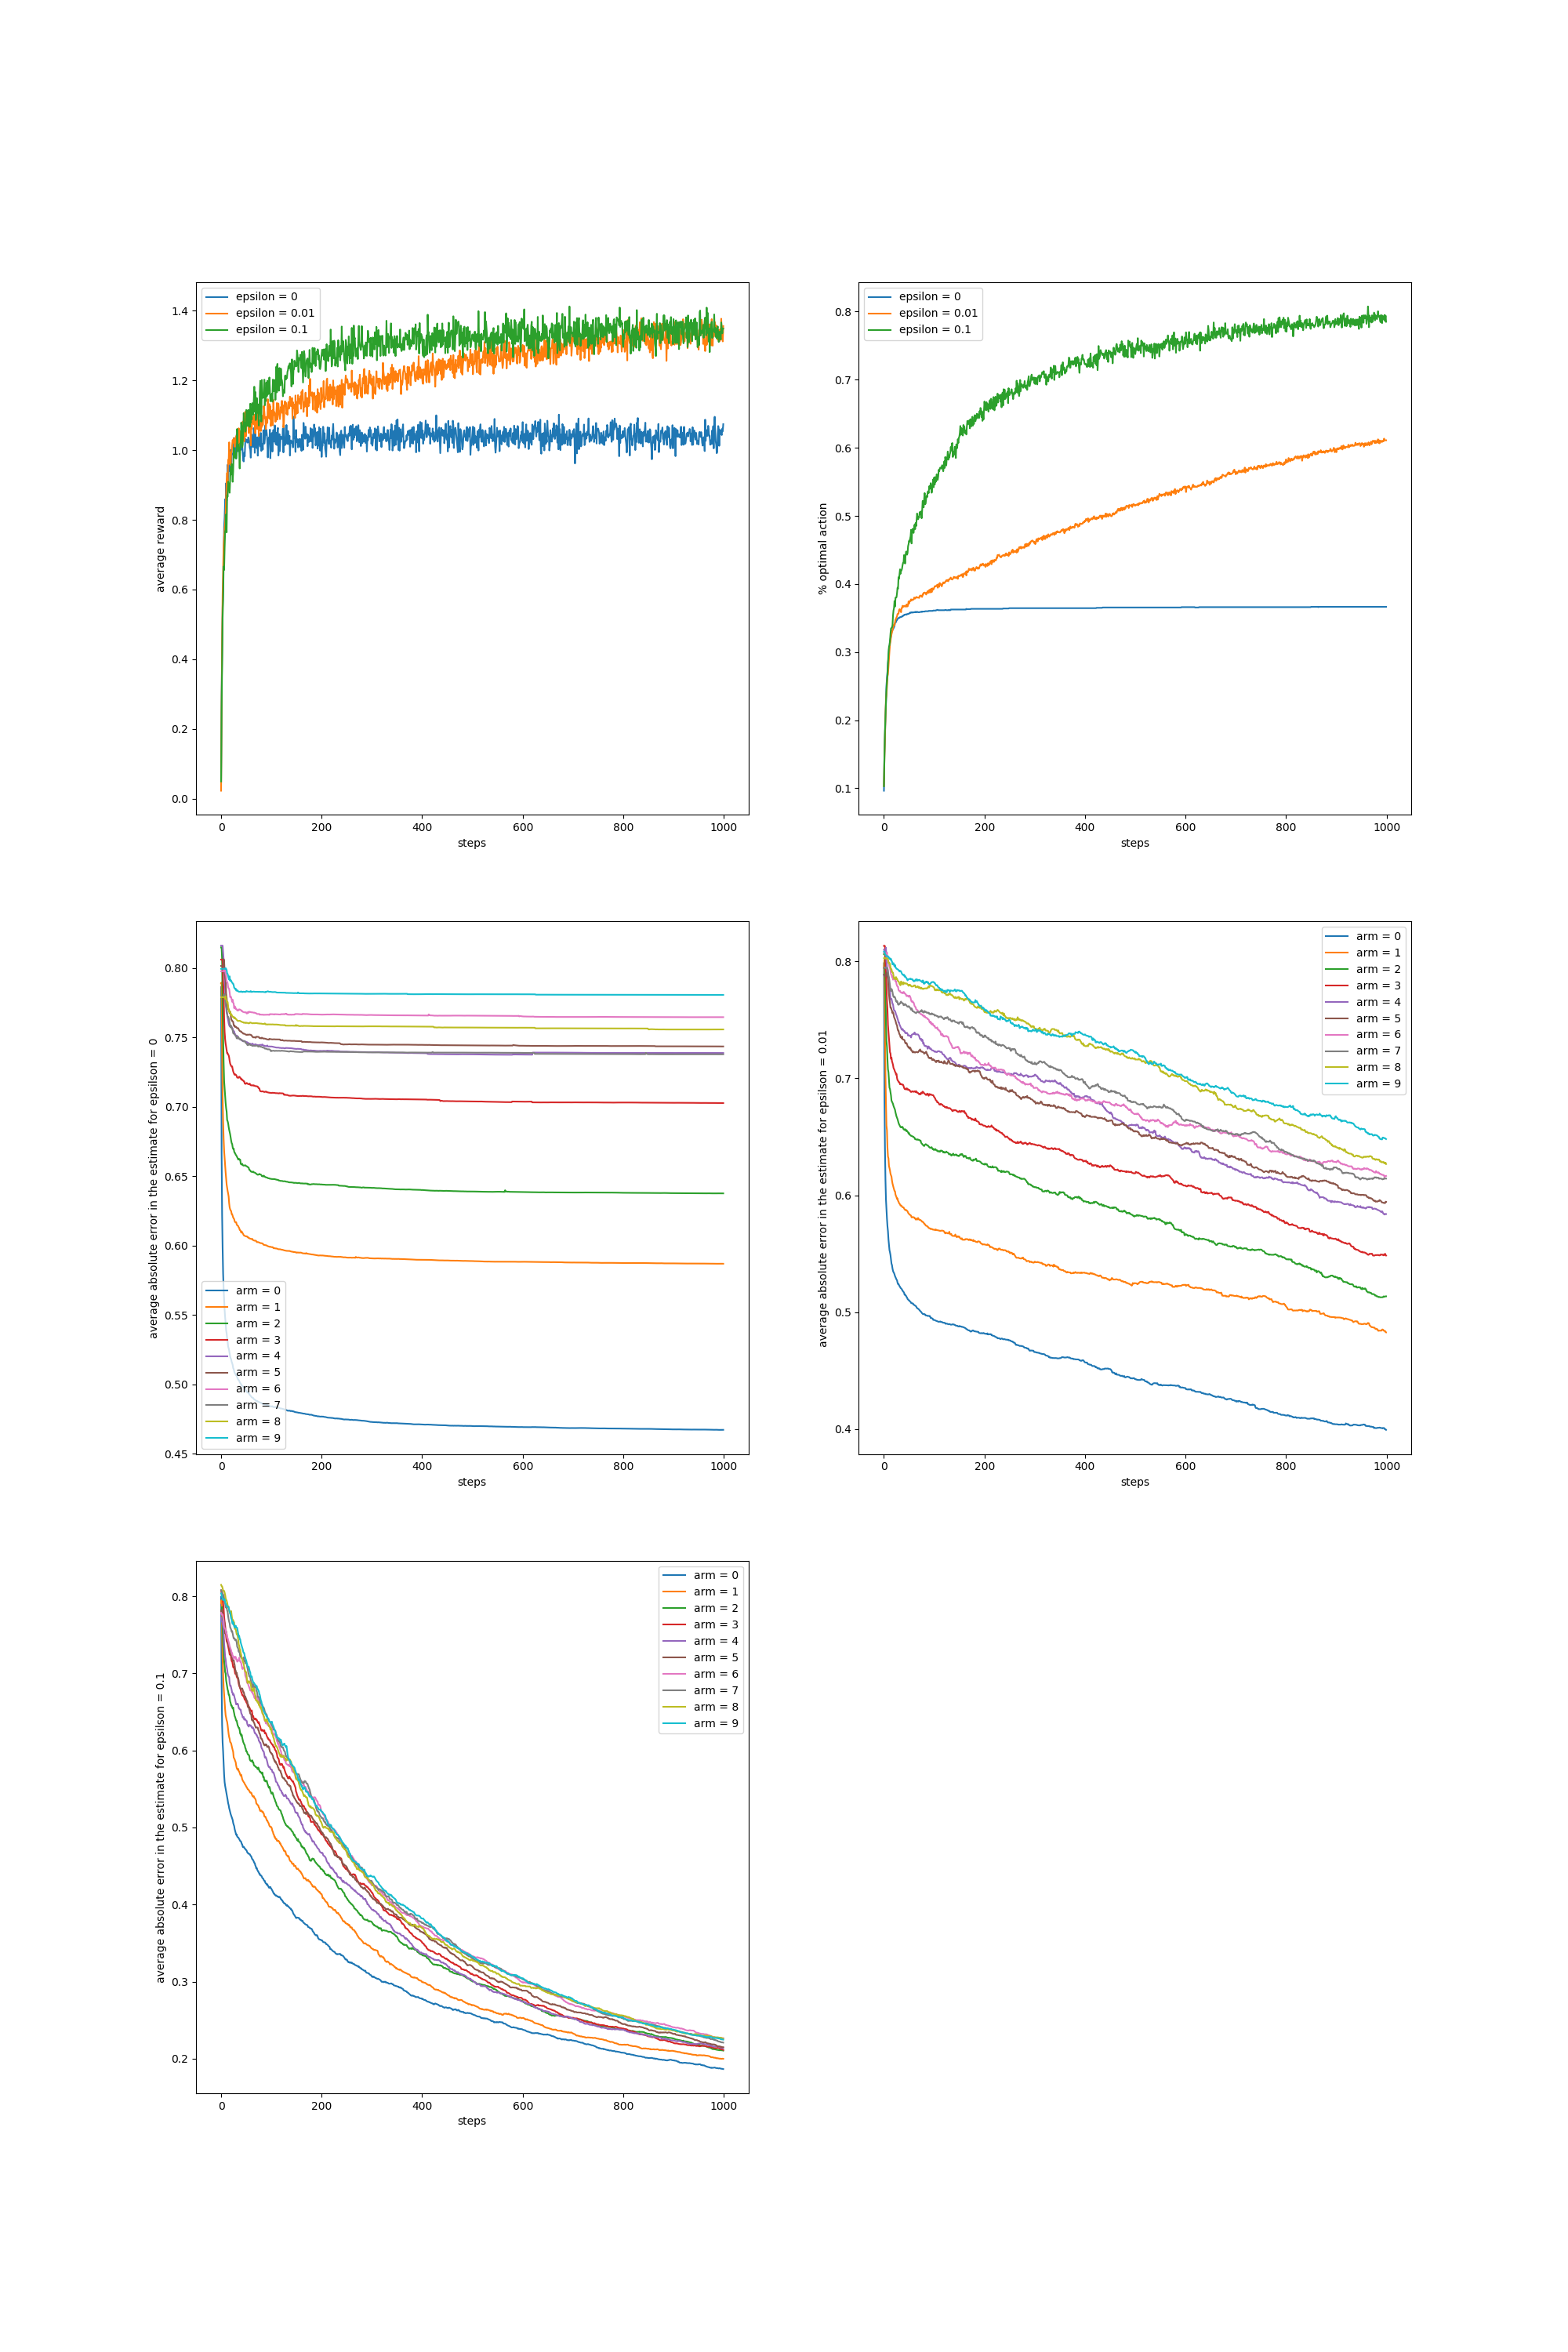 epsilon = 0
epsilon = 0.01
epsilon = 0.1
1.4
1.2
1.0
0.8
0.6
0.4
0.2
0.0
average reward
0 200 400 600 800 1000
steps
epsilon = 0
epsilon = 0.01
epsilon = 0.1
0.8
0.7
0.6
0.5
0.4
0.3
0.2
0.1
% optimal action
0 200 400 600 800 1000
steps
0.80
0.75
0.70
0.65
0.60
0.55
0.50
0.45
average absolute error in the estimate for epsilson = 0
arm = 0
arm = 1
arm = 2
arm = 3
arm = 4
arm = 5
arm = 6
arm = 7
arm = 8
arm = 9
0 200 400 600 800 1000
steps
arm = 0
arm = 1
arm = 2
arm = 3
arm = 4
arm = 5
arm = 6
arm = 7
arm = 8
arm = 9
0.8
0.7
0.6
0.5
0.4
average absolute error in the estimate for epsilson = 0.01
0 200 400 600 800 1000
steps
arm = 0
arm = 1
arm = 2
arm = 3
arm = 4
arm = 5
arm = 6
arm = 7
arm = 8
arm = 9
0.8
0.7
0.6
0.5
0.4
0.3
0.2
average absolute error in the estimate for epsilson = 0.1
0 200 400 600 800 1000
steps